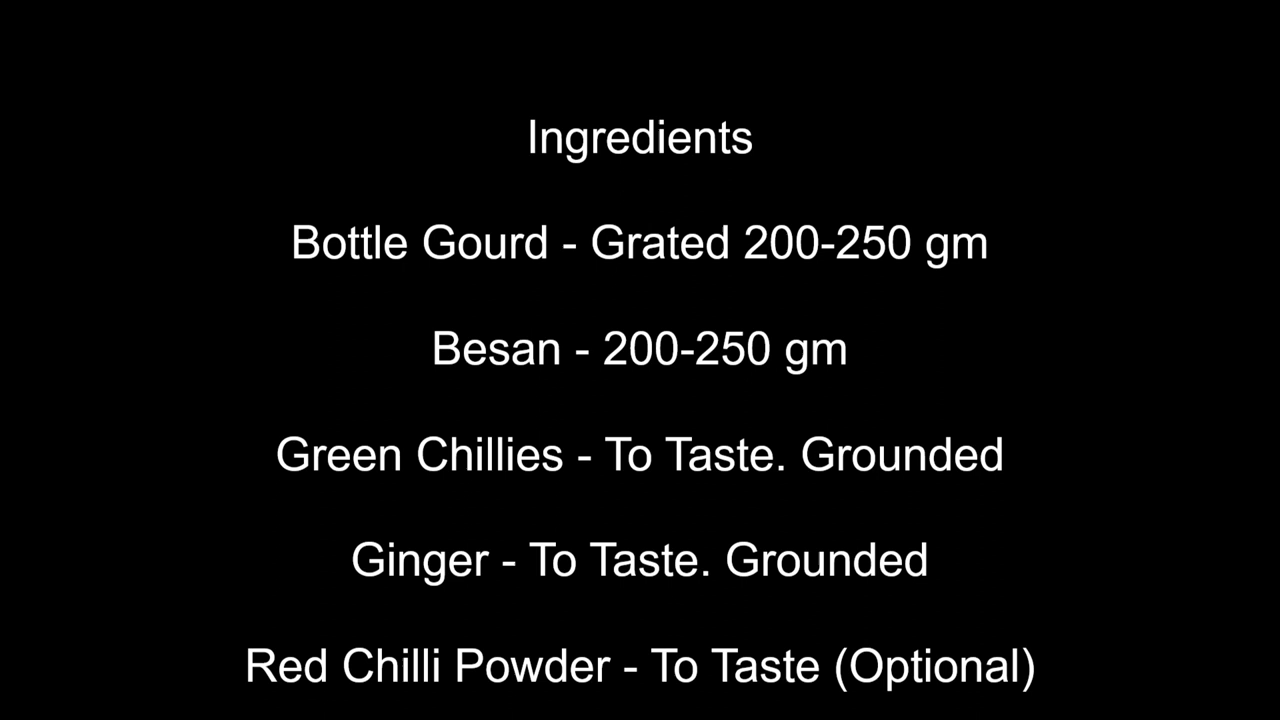 Ingredients
Bottle Gourd - Grated 200-250 gm
Besan - 200-250 gm
Green Chillies - To Taste. Grounded
Ginger - To Taste. Grounded
Red Chilli Powder - To Taste (Optional)